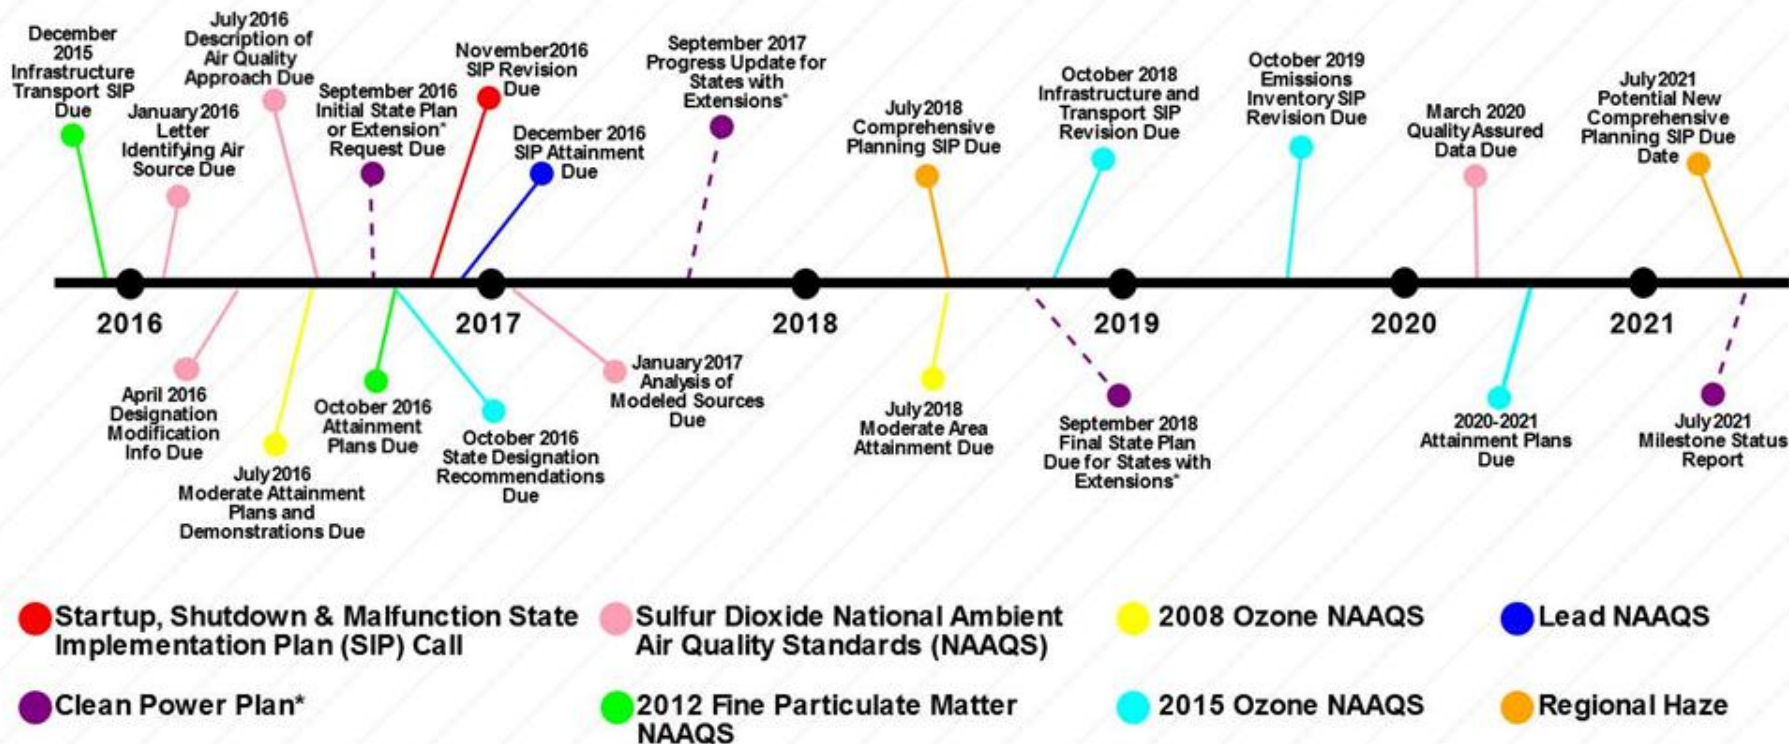 December
2015
Infrastructure
Transport SIP
Due
January 2016
Letter
Identifying Air
Source Due
July 2016
Description of
Air Quality
Approach Due
September 2016
Initial State Plan
or Extension*
Request Due
November2016
SIP Revision
Due
December 2016
SIP Attainment
Due
September 2017
Progress Update for
States with
Extensions*
July 2018
Comprehensive
Planning SIP Due
October 2018
Infrastructure and
Transport SIP
Revision Due
October 2019
Emissions
Inventory SIP
Revision Due
March 2020
Quality Assured
Data Due
July 2021
Potential New
Comprehensive
Planning SIP Due
Date
2016
2017
2018
2019
2020
2021
April 2016
Designation
Modification
Info Due
July 2016
Moderate Attainment
Plans and
Demonstrations Due
October 2016
Attainment
Plans Due
October 2016
State Designation
Recommendations
Due
January 2017
Analysis of
Modeled Sources
Due
July 2018
Moderate Area
Attainment Due
September 2018
Final State Plan
Due for States with
Extensions*
2020-2021
Attainment Plans
Due
July 2021
Milestone Status
Report
Startup, Shutdown & Malfunction State
Implementation Plan (SIP) Call
Sulfur Dioxide National Ambient
Air Quality Standards (NAAQS)
2008 Ozone NAAQS
Lead NAAQS
Clean Power Plan*
2012 Fine Particulate Matter
NAAQS
2015 Ozone NAAQS
Regional Haze